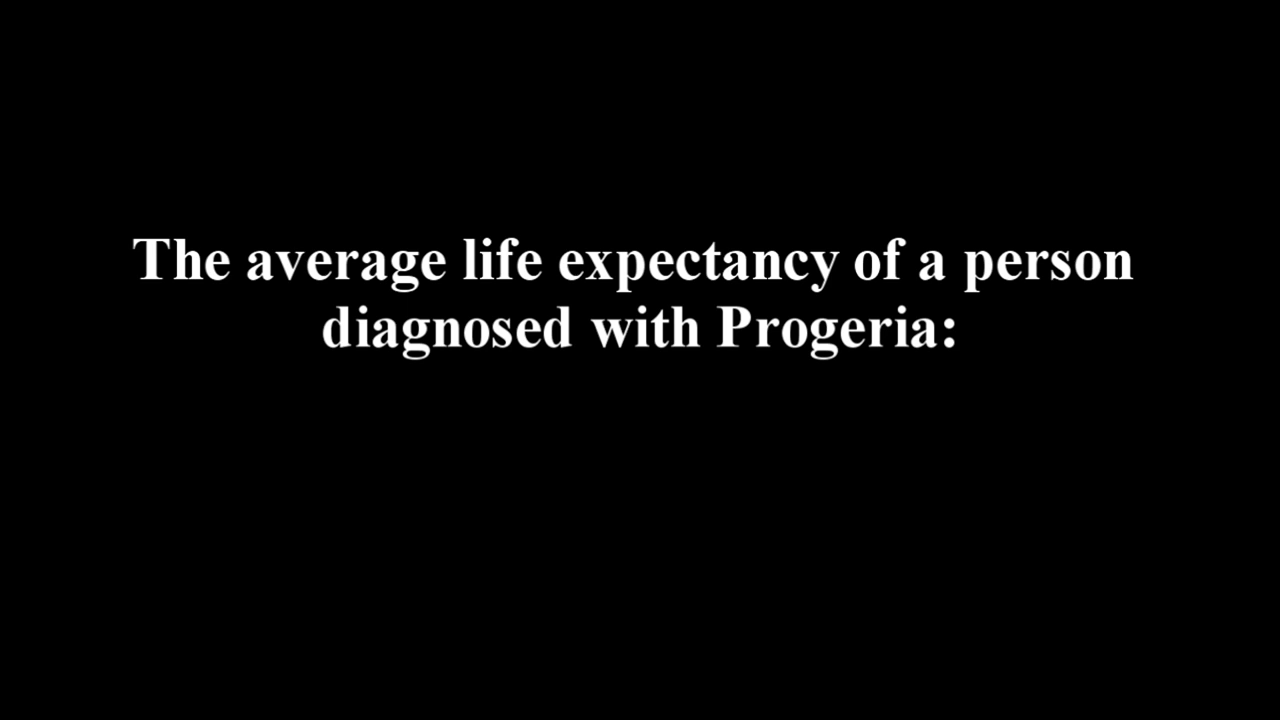 The average life expectancy of a person
diagnosed with Progeria: